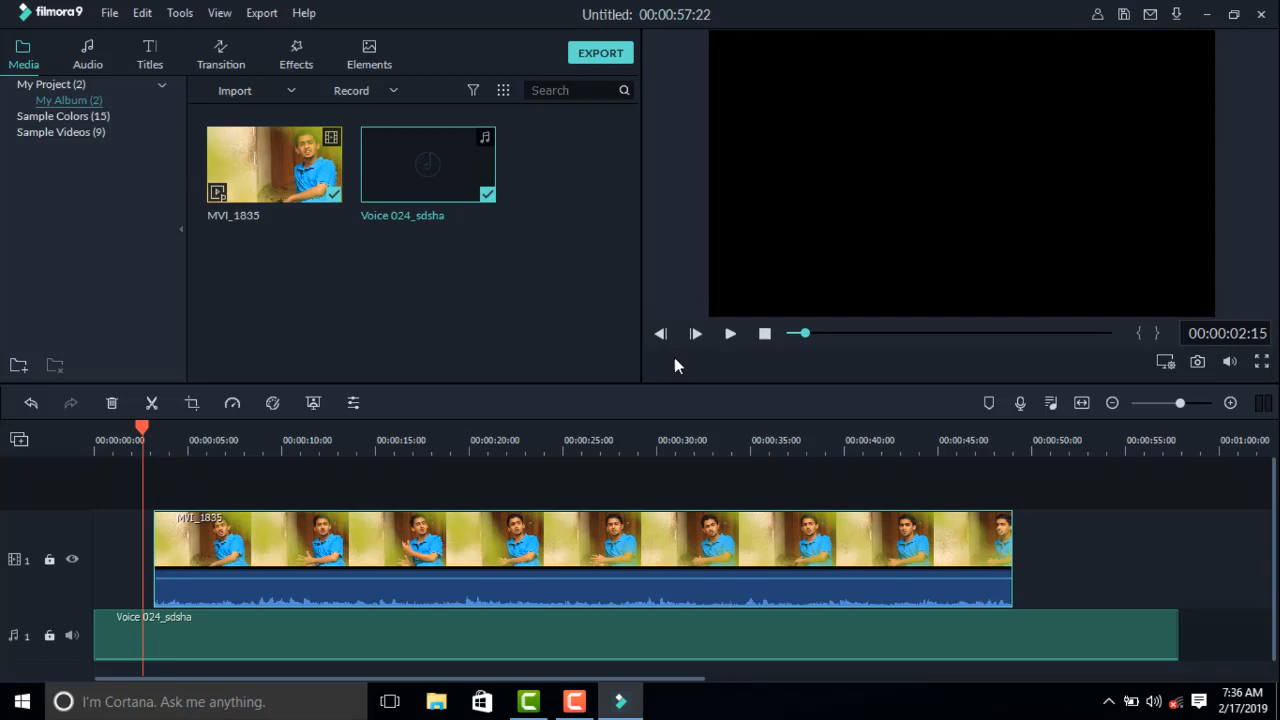 filmora9 File Edit Tools View Export Help Untitled: 00:00:57:22
Media Audio Titles Transition Effects Elements EXPORT
My Project (2)
My Album (2)
Sample Colors (15)
Sample Videos (9)
Import Record Search
MVI_1835 Voice 024_sdsha
00:00:02:15
00:00:00:00 00:00:05:00 00:00:10:00 00:00:15:00 00:00:20:00 00:00:25:00 00:00:30:00 00:00:35:00 00:00:40:00 00:00:45:00 00:00:50:00 00:00:55:00 00:01:00:00
MVI_1835
1
Voice 024_sdsha
1
I'm Cortana. Ask me anything.
7:36 AM
2/17/2019